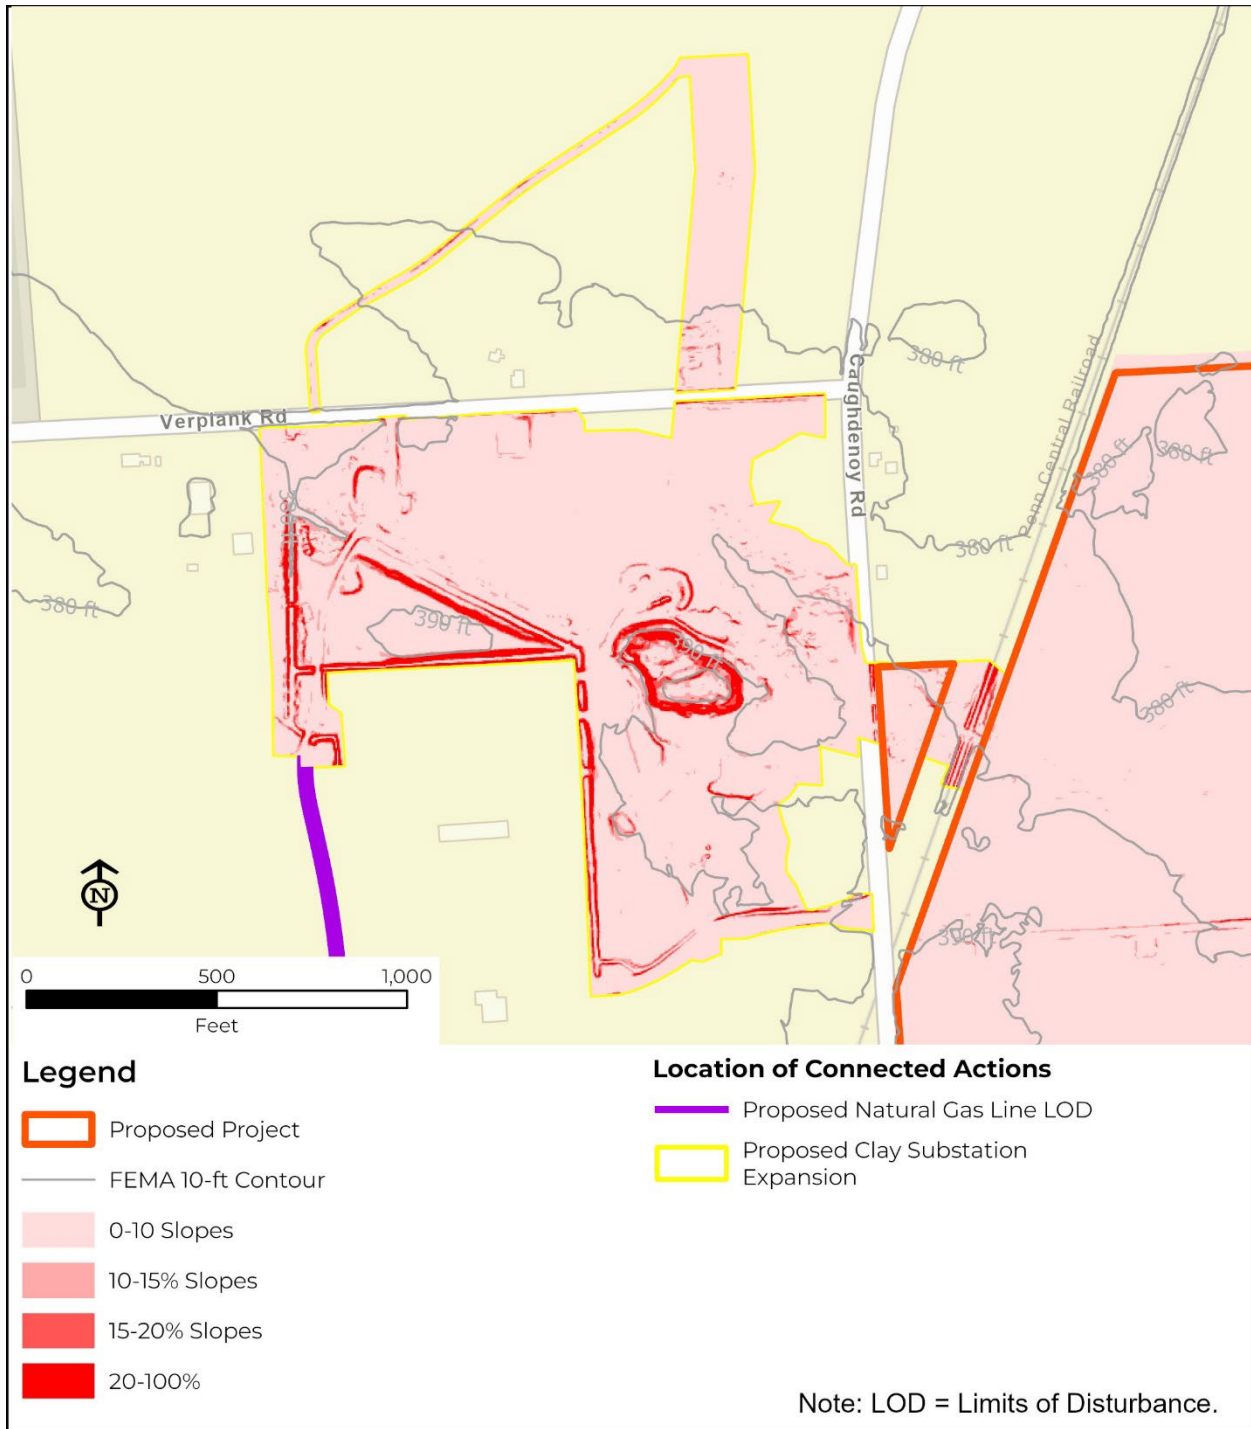 380 ft
Verplank Rd
Caughdenoy Rd
Penn Central Railroad
380 ft
380 ft
380 ft
380 ft
390 ft
390 ft
380 ft
390 ft
N
0 500 1,000
Feet
Legend
Proposed Project
FEMA 10-ft Contour
0-10 Slopes
10-15% Slopes
15-20% Slopes
20-100%
Location of Connected Actions
Proposed Natural Gas Line LOD
Proposed Clay Substation
Expansion
Note: LOD = Limits of Disturbance.